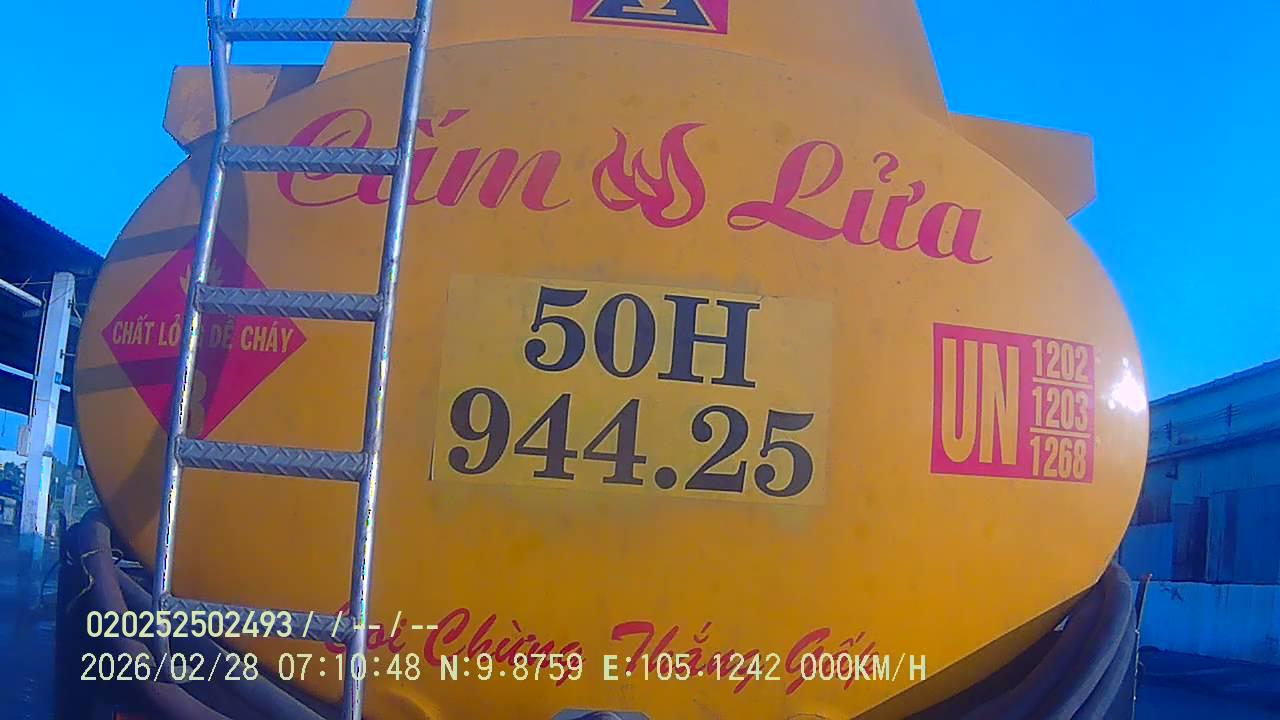 Cấm Lửa
CHẤT LỎNG DỄ CHÁY
50H
944.25
UN
1202
1203
1268
Coi Chừng Thắng Gấp
020252502493 / / -- / --
2026/02/28 07:10:48 N:9.8759 E:105.1242 000KM/H